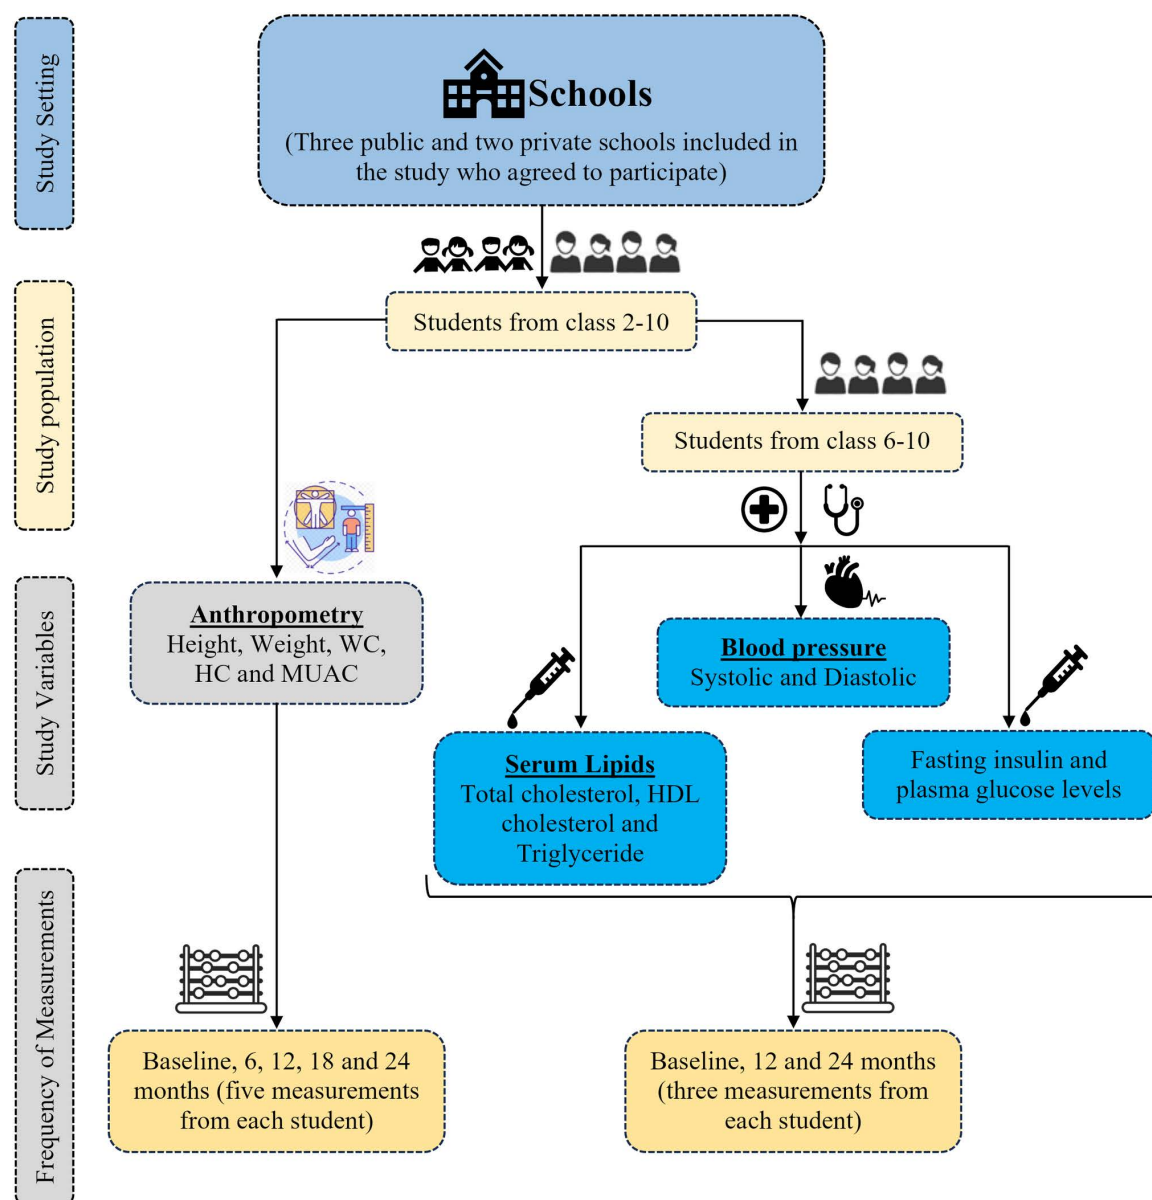 Study Setting
Schools
(Three public and two private schools included in
the study who agreed to participate)
Study population
Students from class 2-10
Students from class 6-10
Study Variables
Anthropometry
Height, Weight, WC,
HC and MUAC
Blood pressure
Systolic and Diastolic
Serum Lipids
Total cholesterol, HDL
cholesterol and
Triglyceride
Fasting insulin and
plasma glucose levels
Frequency of Measurements
Baseline, 6, 12, 18 and 24
months (five measurements
from each student)
Baseline, 12 and 24 months
(three measurements from
each student)